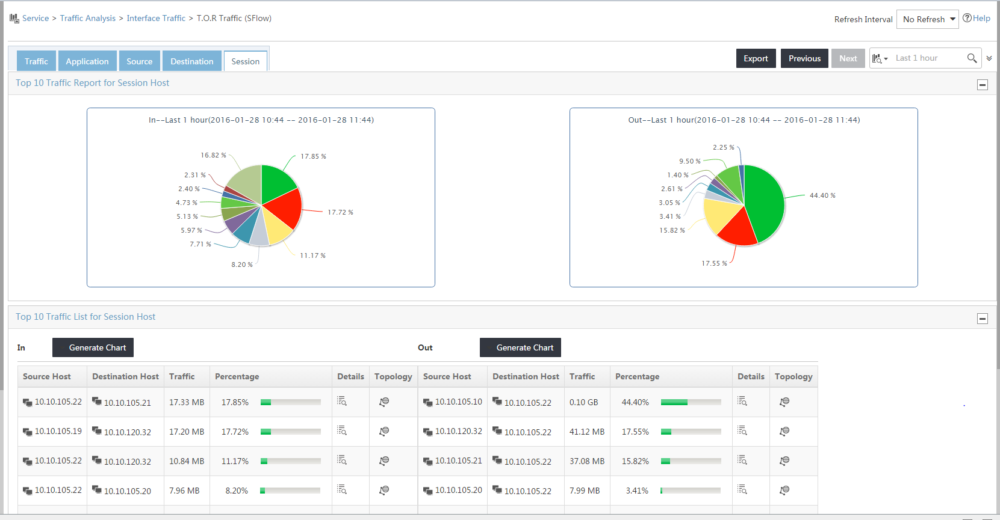 Service > Traffic Analysis > Interface Traffic > T.O.R Traffic (SFlow)
Refresh Interval No Refresh Help
Traffic Application Source Destination Session
Export Previous Next Last 1 hour
Top 10 Traffic Report for Session Host
In--Last 1 hour(2016-01-28 10:44 -- 2016-01-28 11:44)
16.82 %
17.85 %
2.31 %
2.40 %
4.73 %
17.72 %
5.13 %
5.97 %
7.71 %
11.17 %
8.20 %
Out--Last 1 hour(2016-01-28 10:44 -- 2016-01-28 11:44)
2.25 %
9.50 %
1.40 %
2.61 %
44.40 %
3.05 %
3.41 %
15.82 %
17.55 %
Top 10 Traffic List for Session Host
In Generate Chart Out Generate Chart
Source Host Destination Host Traffic Percentage Details Topology Source Host Destination Host Traffic Percentage Details Topology
10.10.105.22 10.10.105.21 17.33 MB 17.85% 10.10.105.10 10.10.105.22 0.10 GB 44.40%
10.10.105.19 10.10.120.32 17.20 MB 17.72% 10.10.120.32 10.10.105.22 41.12 MB 17.55%
10.10.105.22 10.10.120.32 10.84 MB 11.17% 10.10.105.21 10.10.105.22 37.08 MB 15.82%
10.10.105.22 10.10.105.20 7.96 MB 8.20% 10.10.105.20 10.10.105.22 7.99 MB 3.41%